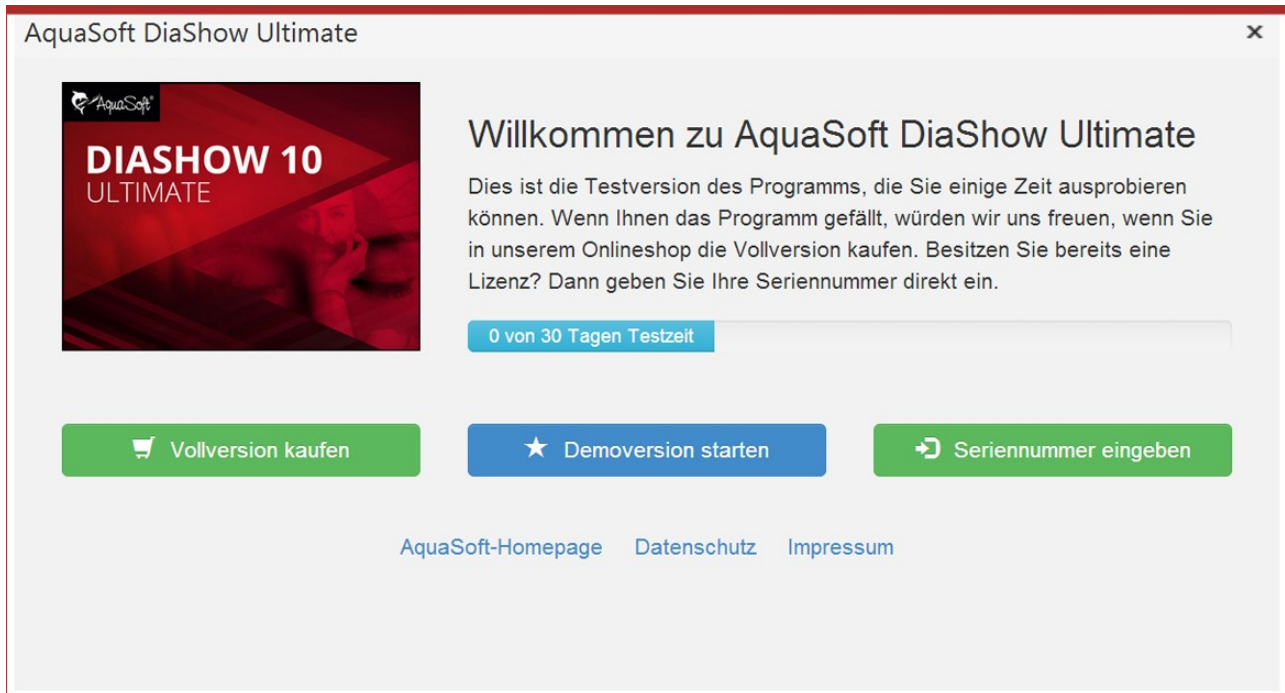 AquaSoft DiaShow Ultimate
AquaSoft®
DIASHOW 10
ULTIMATE
Willkommen zu AquaSoft DiaShow Ultimate
Dies ist die Testversion des Programms, die Sie einige Zeit ausprobieren
können. Wenn Ihnen das Programm gefällt, würden wir uns freuen, wenn Sie
in unserem Onlineshop die Vollversion kaufen. Besitzen Sie bereits eine
Lizenz? Dann geben Sie Ihre Seriennummer direkt ein.
0 von 30 Tagen Testzeit
Vollversion kaufen
Demoversion starten
Seriennummer eingeben
AquaSoft-Homepage Datenschutz Impressum